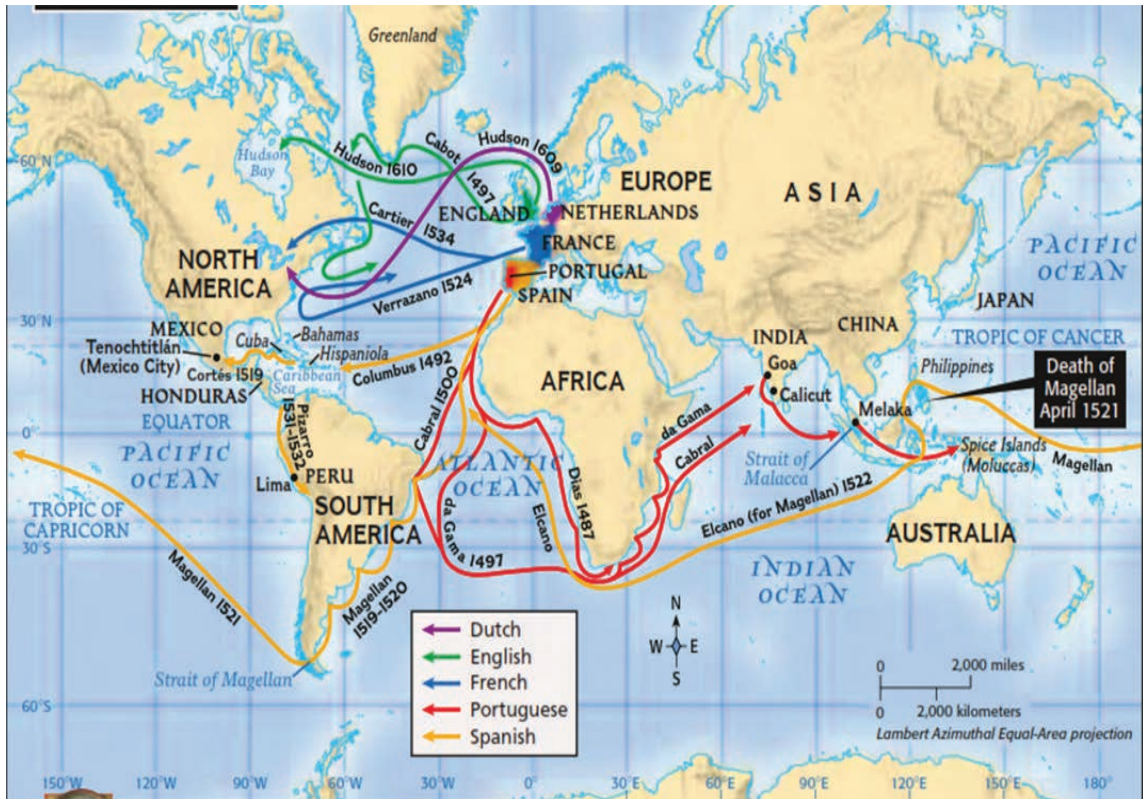 Greenland
60°N
Hudson
Bay
Hudson 1610
Cabot
1497
Hudson 1609
EUROPE
ASIA
ENGLAND
NETHERLANDS
Cartier 1534
FRANCE
PACIFIC
OCEAN
NORTH
AMERICA
PORTUGAL
SPAIN
Verrazano 1524
JAPAN
30°N
MEXICO
Bahamas
CHINA
INDIA
TROPIC OF CANCER
Tenochtitlán
(Mexico City)
Cuba
Hispaniola
Columbus 1492
Goa
Philippines
Death of
Magellan
April 1521
Cortés 1519
Caribbean
Sea
HONDURAS
AFRICA
Calicut
Melaka
EQUATOR
0°
Pizarro
1531–1532
Cabral 1500
da Gama
Cabral
Spice Islands
(Moluccas)
Magellan
PACIFIC
OCEAN
ATLANTIC
OCEAN
Strait of
Malacca
Lima
PERU
SOUTH
AMERICA
Dias 1487
Elcano
Elcano (for Magellan) 1522
TROPIC OF
CAPRICORN
da Gama 1497
AUSTRALIA
30°S
Magellan 1521
Magellan
1519–1520
INDIAN
OCEAN
Strait of Magellan
Dutch
English
French
Portuguese
Spanish
N
W
E
S
0
2,000 miles
0
2,000 kilometers
Lambert Azimuthal Equal-Area projection
60°S
150°W
120°W
90°W
60°W
30°W
0°
30°E
60°E
90°E
120°E
150°E
180°